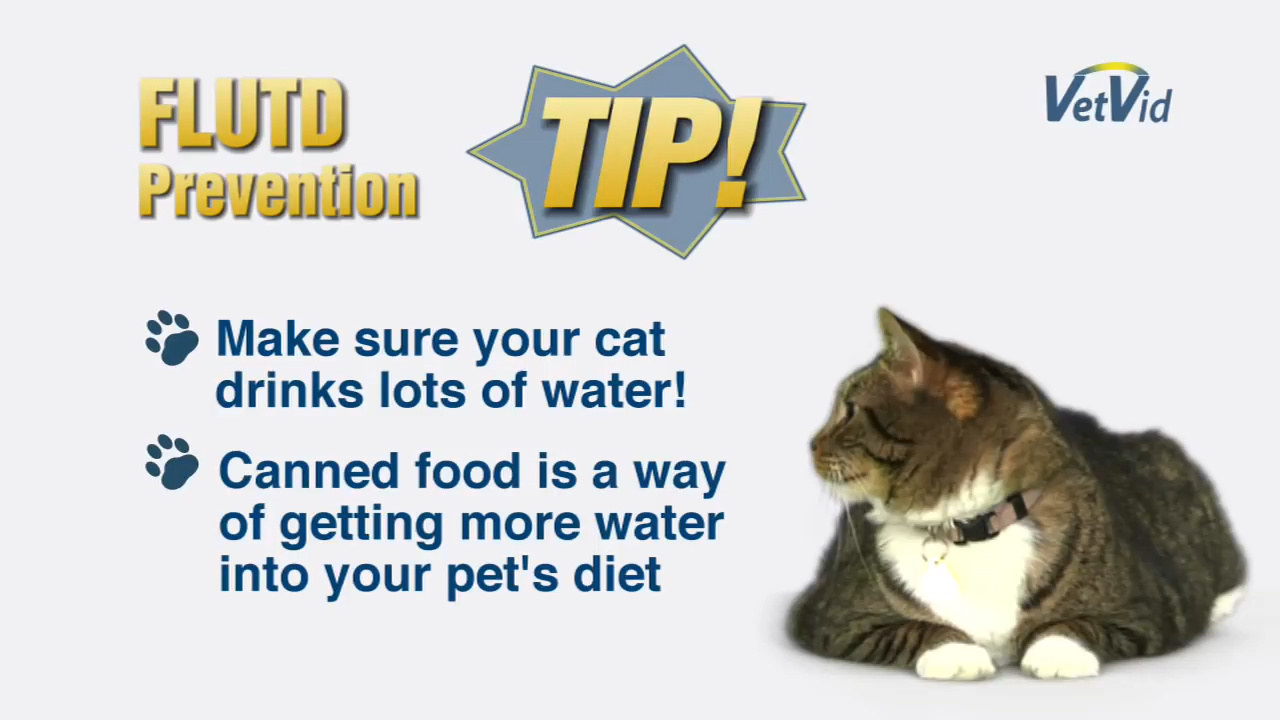 FLUTD
Prevention
TIP!
VetVid
Make sure your cat
drinks lots of water!
Canned food is a way
of getting more water
into your pet's diet